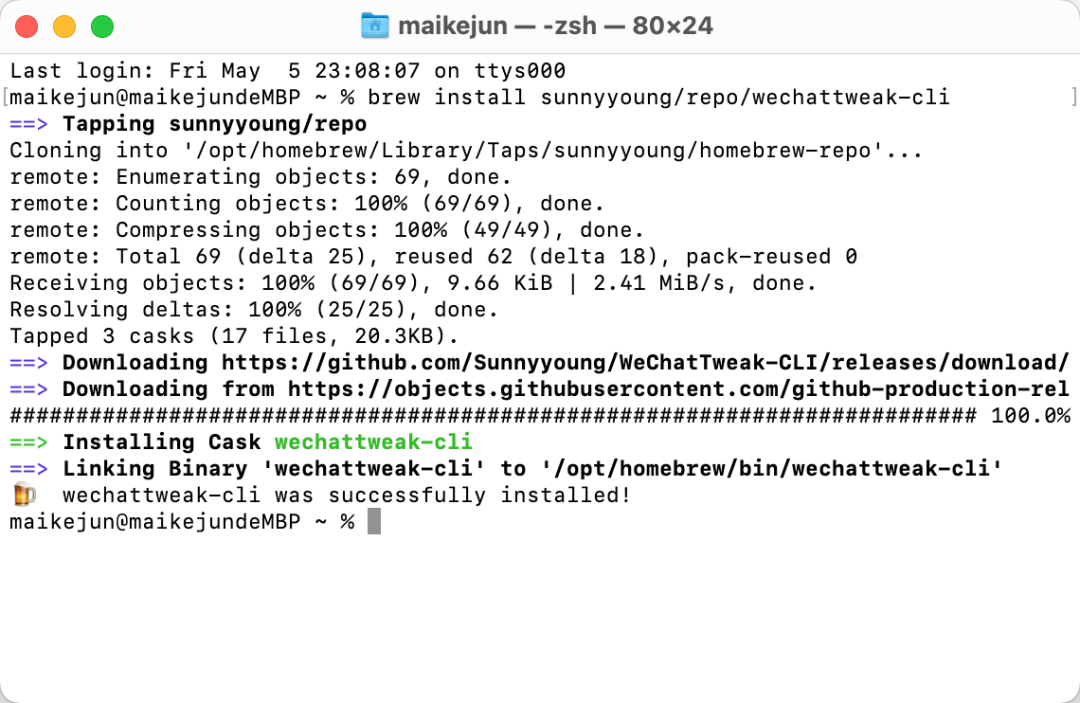 maikejun — -zsh — 80×24
Last login: Fri May  5 23:08:07 on ttys000
[maikejun@maikejundeMBP ~ % brew install sunnyyoung/repo/wechattweak-cli ]
==> Tapping sunnyyoung/repo
Cloning into '/opt/homebrew/Library/Taps/sunnyyoung/homebrew-repo'...
remote: Enumerating objects: 69, done.
remote: Counting objects: 100% (69/69), done.
remote: Compressing objects: 100% (49/49), done.
remote: Total 69 (delta 25), reused 62 (delta 18), pack-reused 0
Receiving objects: 100% (69/69), 9.66 KiB | 2.41 MiB/s, done.
Resolving deltas: 100% (25/25), done.
Tapped 3 casks (17 files, 20.3KB).
==> Downloading https://github.com/Sunnyyoung/WeChatTweak-CLI/releases/download/
==> Downloading from https://objects.githubusercontent.com/github-production-rel
######################################################################### 100.0%
==> Installing Cask wechattweak-cli
==> Linking Binary 'wechattweak-cli' to '/opt/homebrew/bin/wechattweak-cli'
🍺  wechattweak-cli was successfully installed!
maikejun@maikejundeMBP ~ %